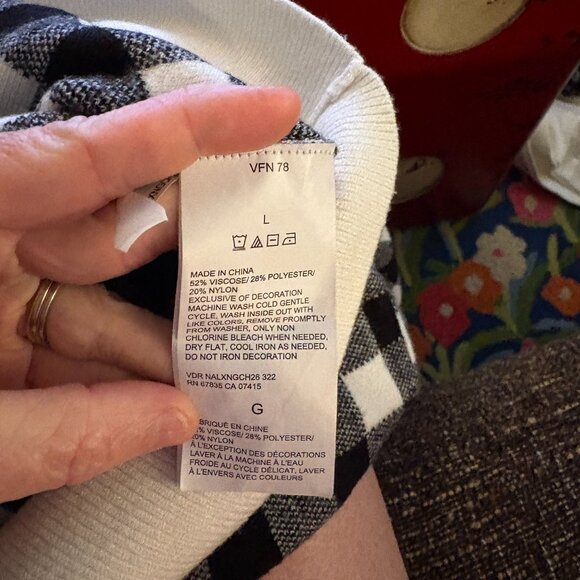 VFN 78
L
MADE IN CHINA
52% VISCOSE/ 28% POLYESTER/
20% NYLON
EXCLUSIVE OF DECORATION
MACHINE WASH COLD GENTLE
CYCLE, WASH INSIDE OUT WITH
LIKE COLORS, REMOVE PROMPTLY
FROM WASHER, ONLY NON
CHLORINE BLEACH WHEN NEEDED,
DRY FLAT, COOL IRON AS NEEDED,
DO NOT IRON DECORATION
VDR NALXNGCH26 322
RN 67835 CA 07415
G
BRIQUÉ EN CHINE
% VISCOSE/ 28% POLYESTER/
20% NYLON
À L'EXCEPTION DES DÉCORATIONS
LAVER À LA MACHINE À L'EAU
FROIDE AU CYCLE DÉLICAT, LAVER
À L'ENVERS AVEC COULEURS